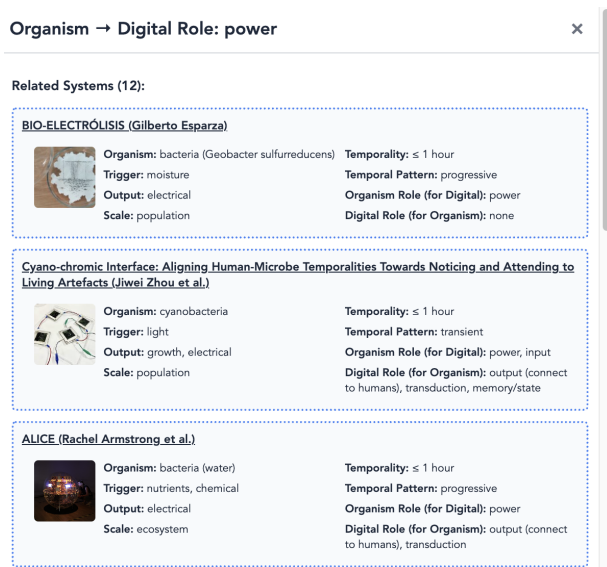 Organism → Digital Role: power
×
Related Systems (12):
BIO-ELECTRÓLISIS (Gilberto Esparza)
Organism: bacteria (Geobacter sulfurreducens)
Trigger: moisture
Output: electrical
Scale: population
Temporality: ≤ 1 hour
Temporal Pattern: progressive
Organism Role (for Digital): power
Digital Role (for Organism): none
Cyano-chromic Interface: Aligning Human-Microbe Temporalities Towards Noticing and Attending to
Living Artefacts (Jiwei Zhou et al.)
Organism: cyanobacteria
Trigger: light
Output: growth, electrical
Scale: population
Temporality: ≤ 1 hour
Temporal Pattern: transient
Organism Role (for Digital): power, input
Digital Role (for Organism): output (connect
to humans), transduction, memory/state
ALICE (Rachel Armstrong et al.)
Organism: bacteria (water)
Trigger: nutrients, chemical
Output: electrical
Scale: ecosystem
Temporality: ≤ 1 hour
Temporal Pattern: progressive
Organism Role (for Digital): power
Digital Role (for Organism): output (connect
to humans), transduction